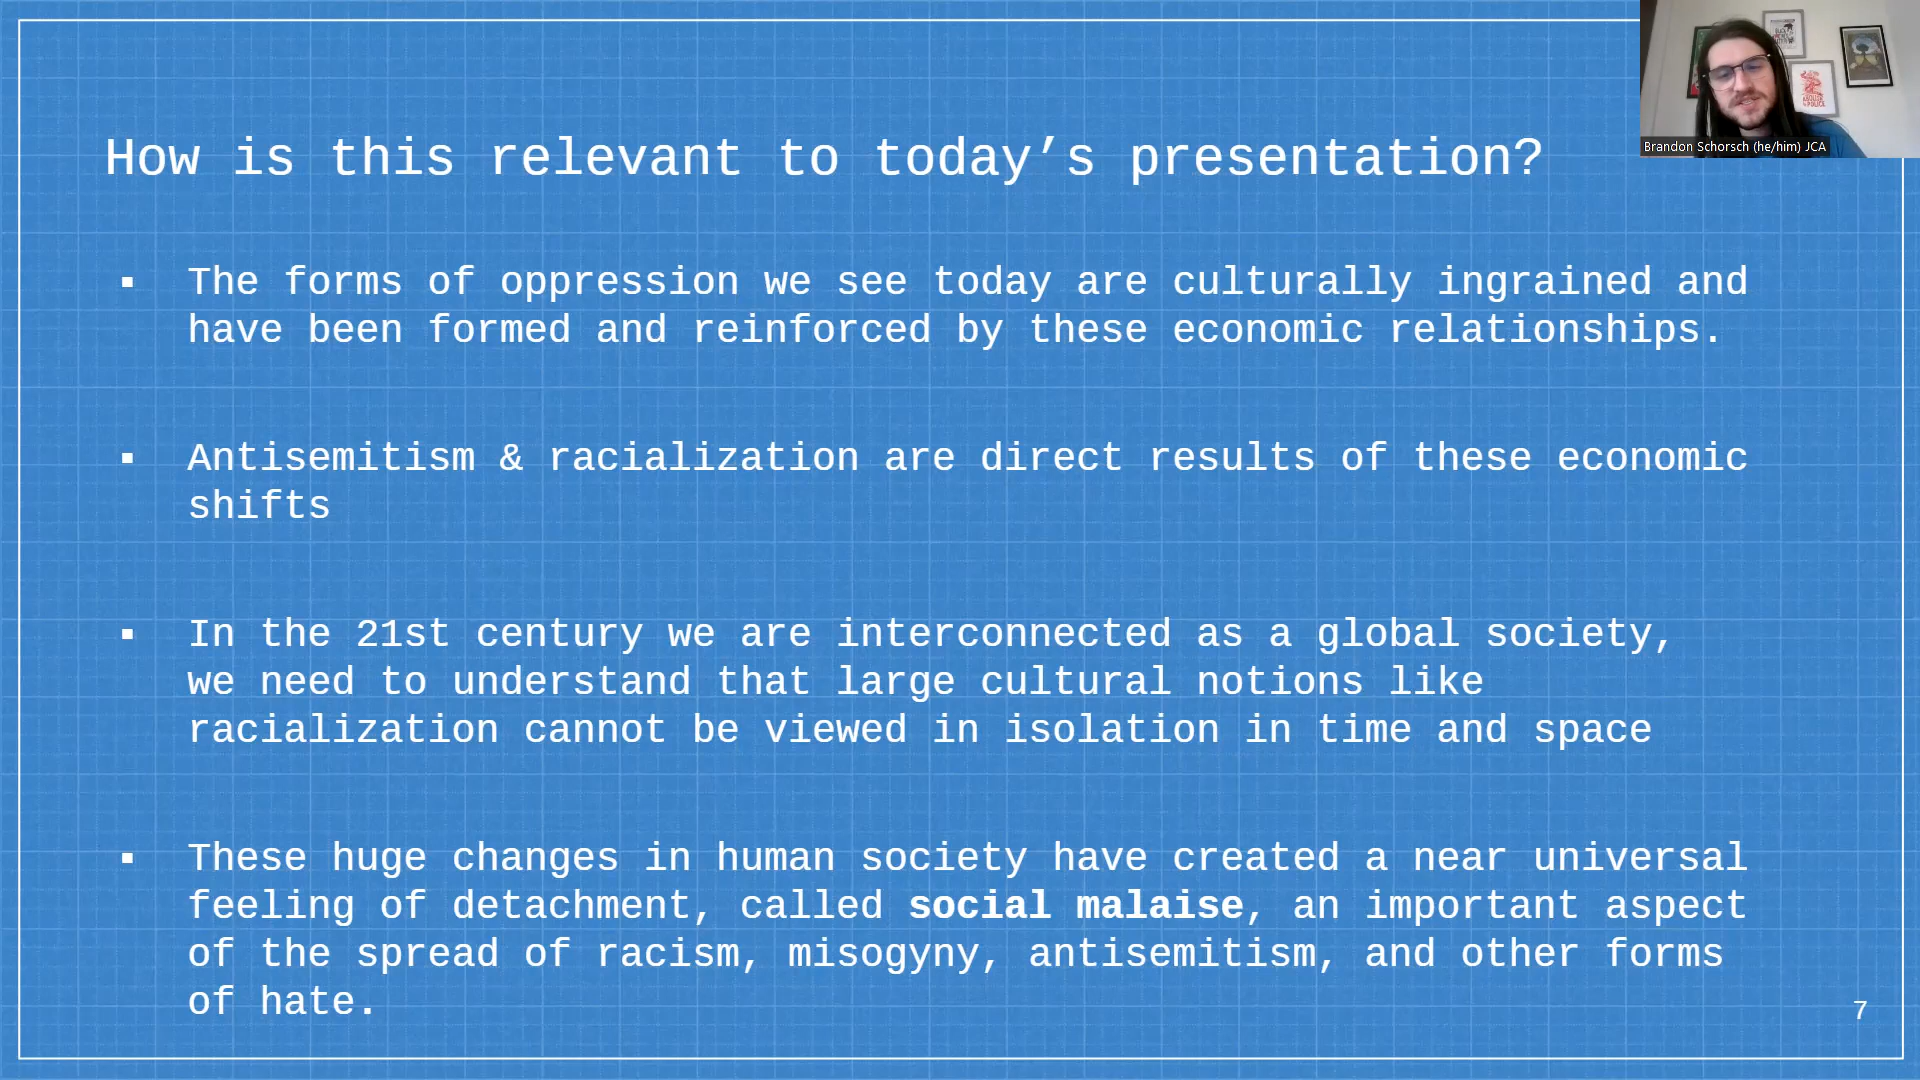 How is this relevant to today’s presentation?
Brandon Schorsch (he/him) JCA
▪ The forms of oppression we see today are culturally ingrained and
have been formed and reinforced by these economic relationships.
▪ Antisemitism & racialization are direct results of these economic
shifts
▪ In the 21st century we are interconnected as a global society,
we need to understand that large cultural notions like
racialization cannot be viewed in isolation in time and space
▪ These huge changes in human society have created a near universal
feeling of detachment, called social malaise, an important aspect
of the spread of racism, misogyny, antisemitism, and other forms
of hate.
7